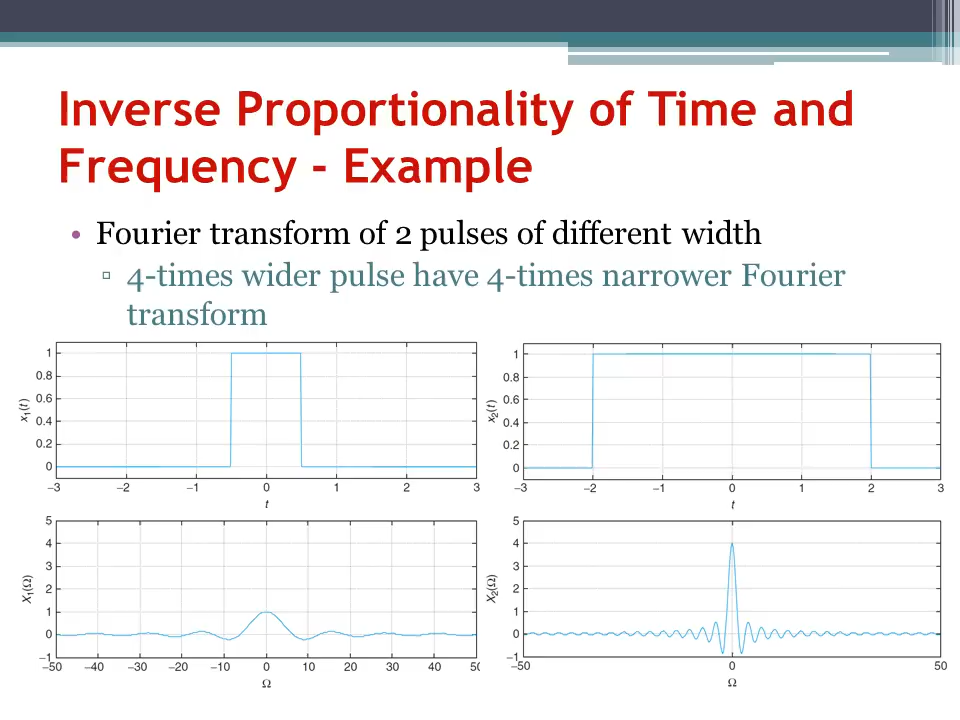 Inverse Proportionality of Time and
Frequency - Example
• Fourier transform of 2 pulses of different width
▫ 4-times wider pulse have 4-times narrower Fourier
transform
1
0.8
0.6
0.4
0.2
0
x₁(t)
−3 −2 −1 0 1 2 3
t
1
0.8
0.6
0.4
0.2
0
x₂(t)
−3 −2 −1 0 1 2 3
t
5
4
3
2
1
0
−1
X₁(Ω)
−50 −40 −30 −20 −10 0 10 20 30 40 50
Ω
5
4
3
2
1
0
−1
X₂(Ω)
−50 0 50
Ω